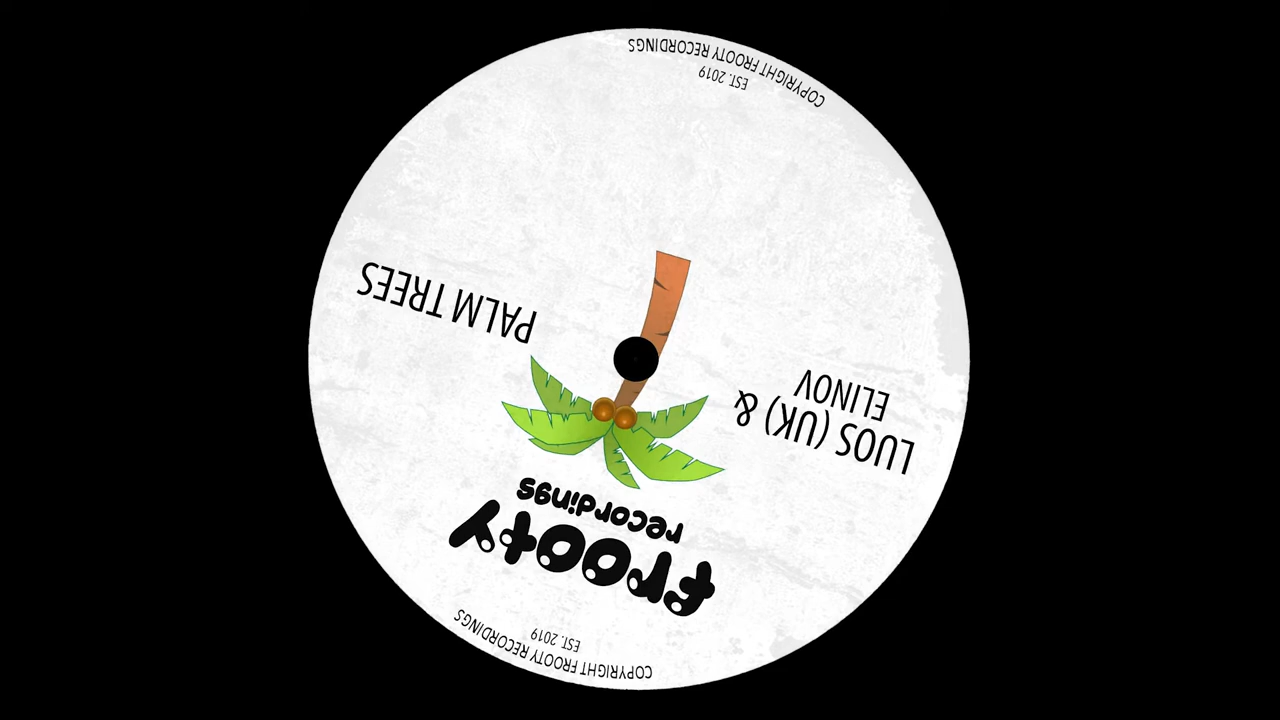 COPYRIGHT FROOTY RECORDINGS
EST. 2019
frooty
recordings
LUOS (UK) &
ELINOV
PALM TREES
EST. 2019
COPYRIGHT FROOTY RECORDINGS